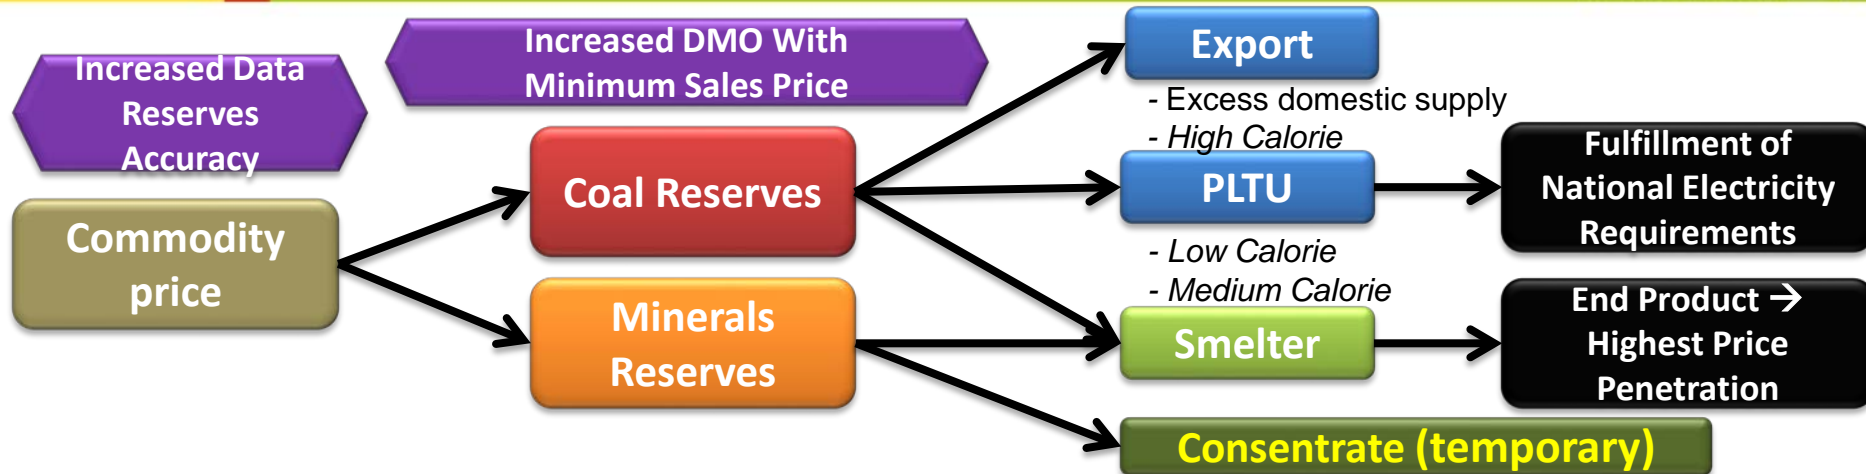 Increased Data
Reserves
Accuracy
Increased DMO With
Minimum Sales Price
Commodity
price
Coal Reserves
Minerals
Reserves
Export
- Excess domestic supply
- High Calorie
PLTU
- Low Calorie
- Medium Calorie
Smelter
Consentrate (temporary)
Fulfillment of
National Electricity
Requirements
End Product →
Highest Price
Penetration